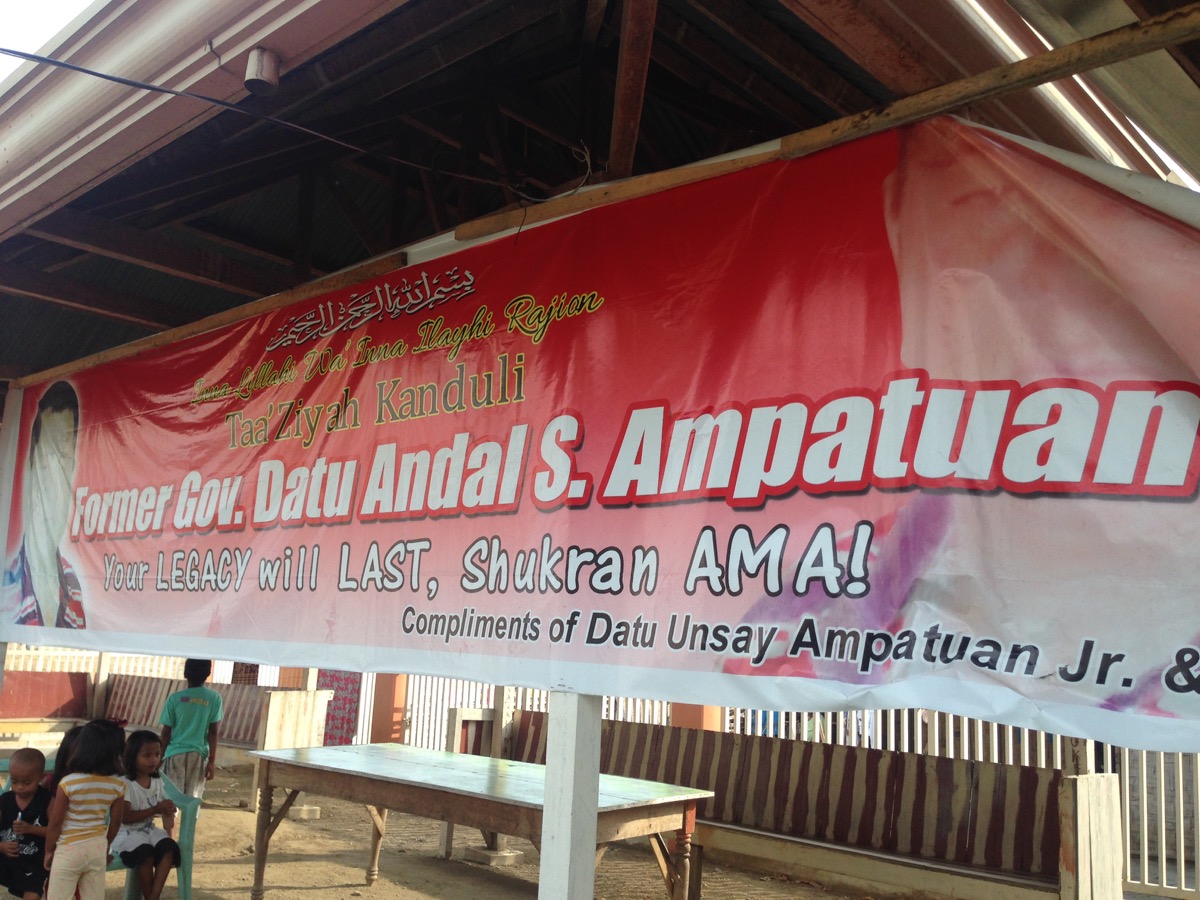 بسم الله الرحمن الرحيم
Inna Lillahi Wa' Inna Ilayhi Rajion
Taa'Ziyah Kanduli
Former Gov. Datu Andal S. Ampatuan
Your LEGACY will LAST, Shukran AMA!
Compliments of Datu Unsay Ampatuan Jr. &